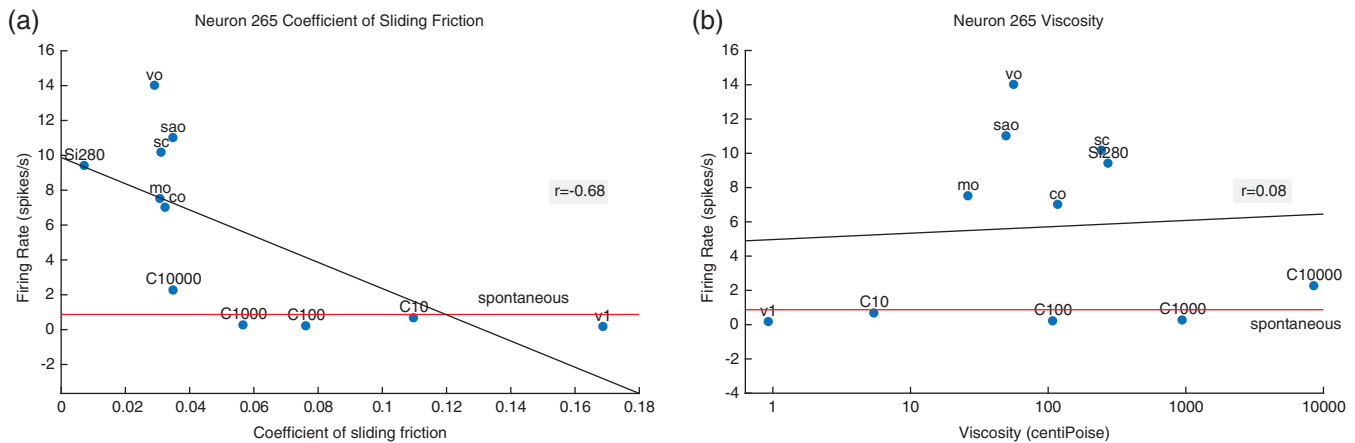 (a)
Neuron 265 Coefficient of Sliding Friction
16
14
12
10
8
6
4
2
0
-2
Firing Rate (spikes/s)
vo
sao
sc
Si280
mo
co
r=-0.68
C10000
spontaneous
C1000
C100
C10
v1
0
0.02
0.04
0.06
0.08
0.1
0.12
0.14
0.16
0.18
Coefficient of sliding friction
(b)
Neuron 265 Viscosity
16
14
12
10
8
6
4
2
0
-2
-4
Firing Rate (spikes/s)
vo
sao
sc
Si280
mo
co
r=0.08
C10000
v1
C10
C100
C1000
spontaneous
1
10
100
1000
10000
Viscosity (centiPoise)